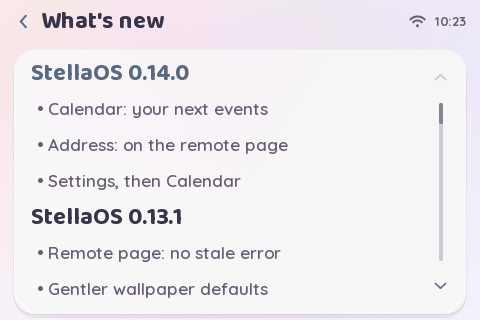 What's new
10:23
StellaOS 0.14.0
• Calendar: your next events
• Address: on the remote page
• Settings, then Calendar
StellaOS 0.13.1
• Remote page: no stale error
• Gentler wallpaper defaults